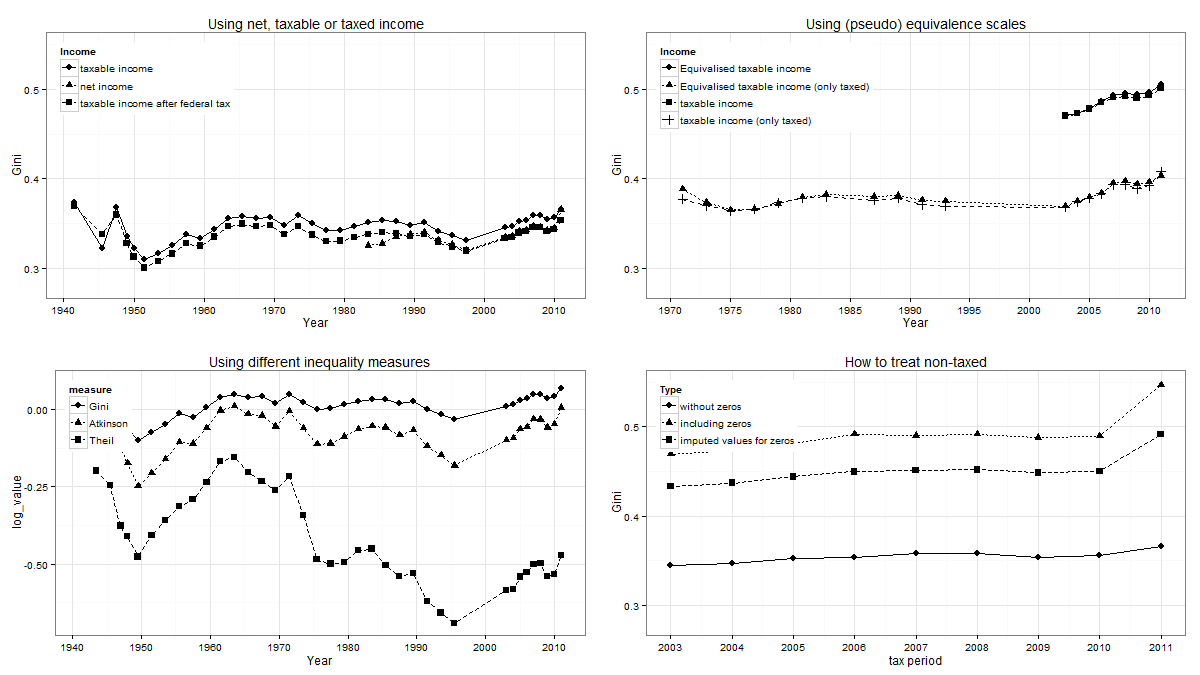 Using net, taxable or taxed income
Income
taxable income
net income
taxable income after federal tax
0.5
0.4
0.3
Gini
1940 1950 1960 1970 1980 1990 2000 2010
Year
Using (pseudo) equivalence scales
Income
Equivalised taxable income
Equivalised taxable income (only taxed)
taxable income
taxable income (only taxed)
0.5
0.4
0.3
Gini
1970 1975 1980 1985 1990 1995 2000 2005 2010
Year
Using different inequality measures
measure
Gini
Atkinson
Theil
0.00
-0.25
-0.50
log_value
1940 1950 1960 1970 1980 1990 2000 2010
Year
How to treat non-taxed
Type
without zeros
including zeros
imputed values for zeros
0.5
0.4
0.3
Gini
2003 2004 2005 2006 2007 2008 2009 2010 2011
tax period